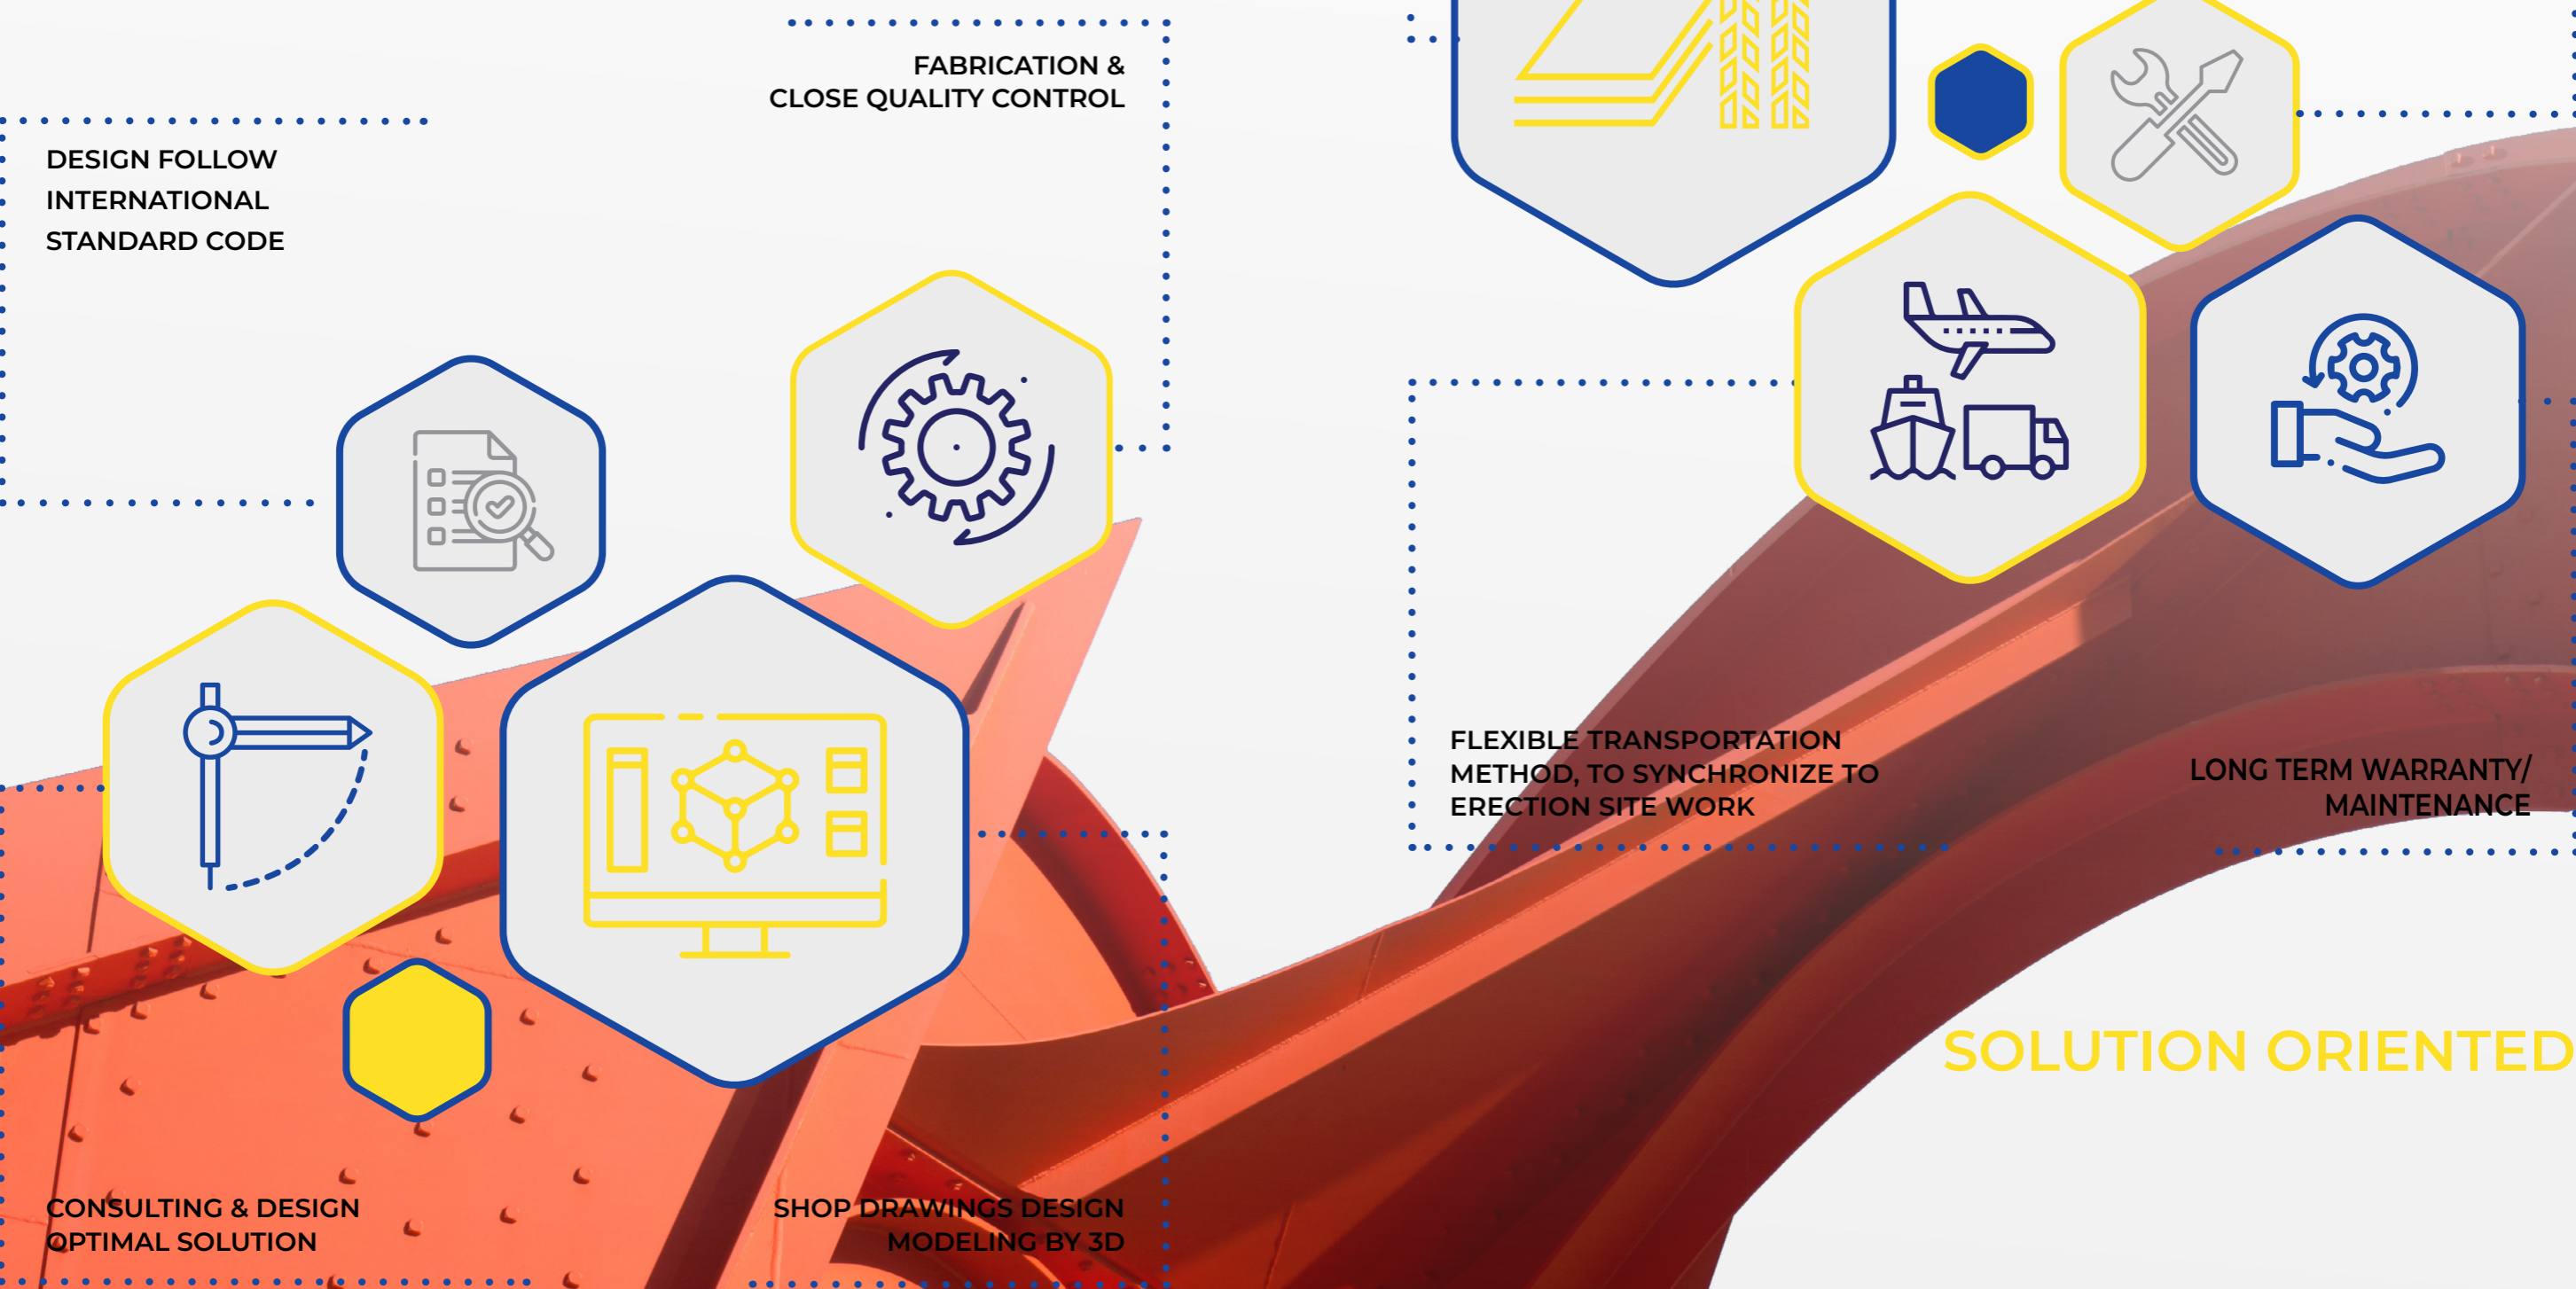 FABRICATION &
CLOSE QUALITY CONTROL
DESIGN FOLLOW
INTERNATIONAL
STANDARD CODE
FLEXIBLE TRANSPORTATION
METHOD, TO SYNCHRONIZE TO
ERECTION SITE WORK
LONG TERM WARRANTY/
MAINTENANCE
SOLUTION ORIENTED
CONSULTING & DESIGN
OPTIMAL SOLUTION
SHOP DRAWINGS DESIGN
MODELING BY 3D